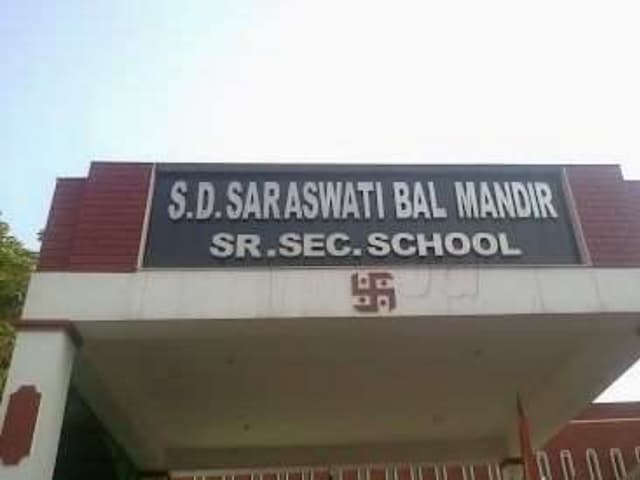 S.D. SARASWATI BAL MANDIR
SR. SEC. SCHOOL